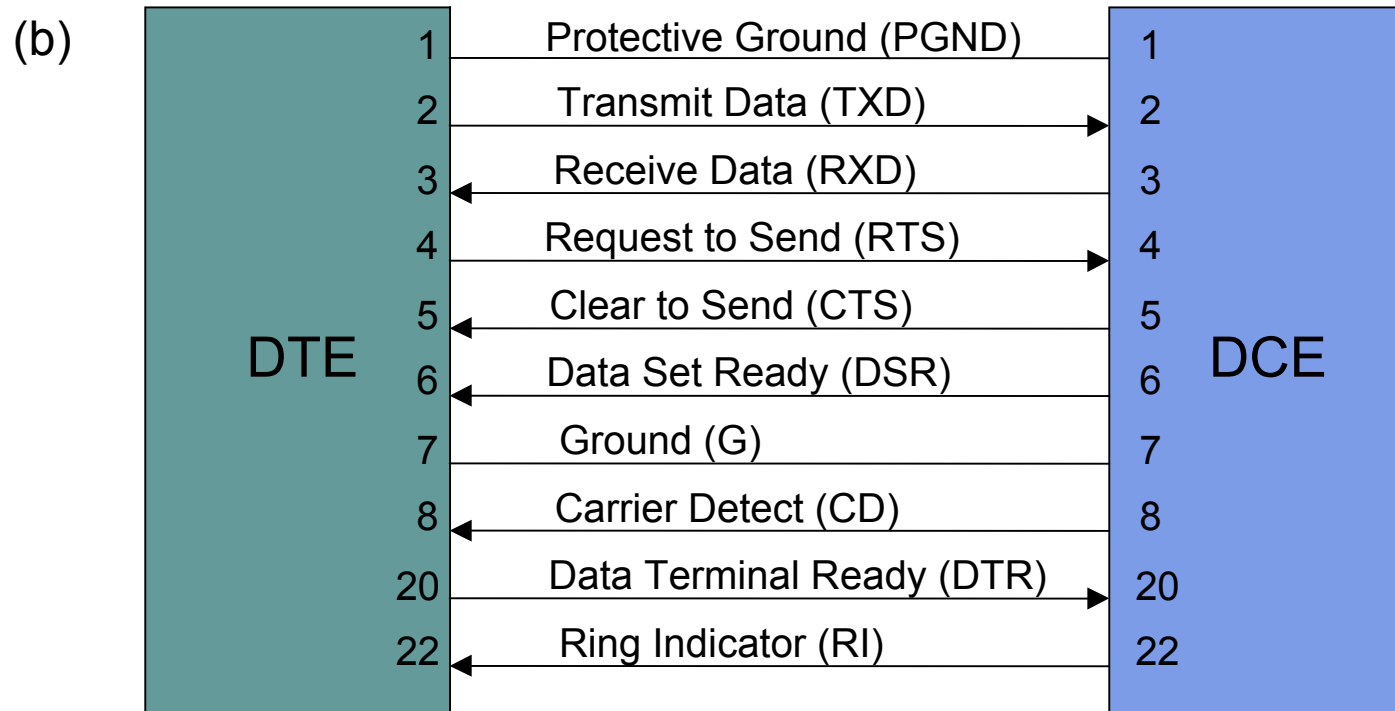 (b)
1 Protective Ground (PGND) 1
2 Transmit Data (TXD) 2
3 Receive Data (RXD) 3
4 Request to Send (RTS) 4
5 Clear to Send (CTS) 5
DTE DCE
6 Data Set Ready (DSR) 6
7 Ground (G) 7
8 Carrier Detect (CD) 8
20 Data Terminal Ready (DTR) 20
22 Ring Indicator (RI) 22